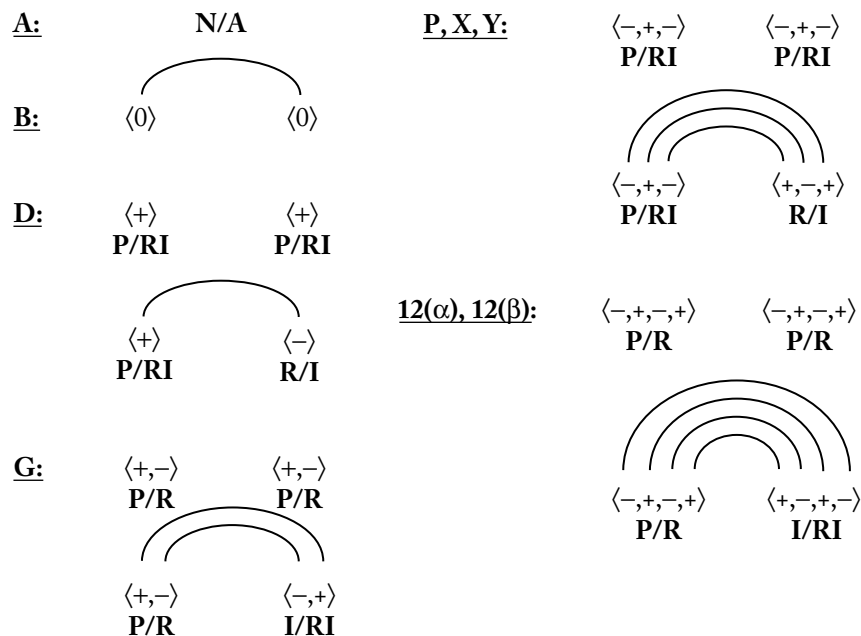 A: N/A
B: ⟨0⟩ ⟨0⟩
D: ⟨+⟩ ⟨+⟩
P/RI P/RI
⟨+⟩ ⟨−⟩
P/RI R/I
G: ⟨+,−⟩ ⟨+,−⟩
P/R P/R
⟨+,−⟩ ⟨−,+⟩
P/R I/RI
P, X, Y: ⟨−,+,−⟩ ⟨−,+,−⟩
P/RI P/RI
⟨−,+,−⟩ ⟨+,−,+⟩
P/RI R/I
12(α), 12(β): ⟨−,+,−,+⟩ ⟨−,+,−,+⟩
P/R P/R
⟨−,+,−,+⟩ ⟨+,−,+,−⟩
P/R I/RI